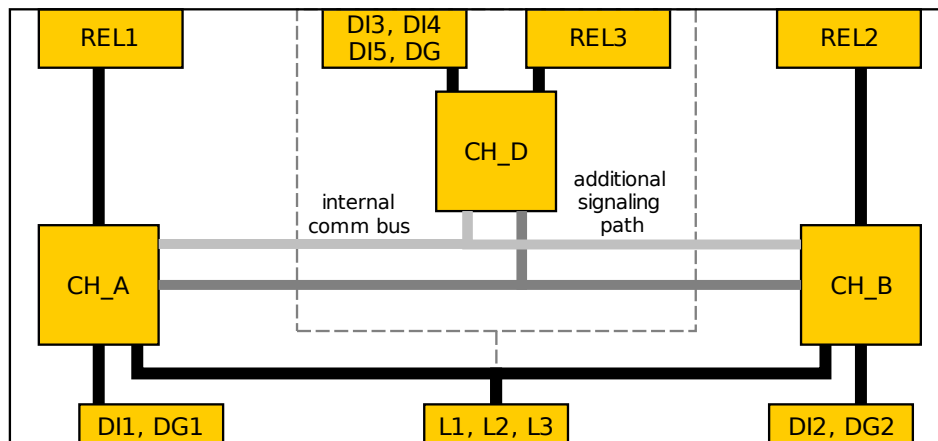 REL1
DI3, DI4
DI5, DG
REL3
REL2
CH_D
internal
comm bus
additional
signaling
path
CH_A
CH_B
DI1, DG1
L1, L2, L3
DI2, DG2